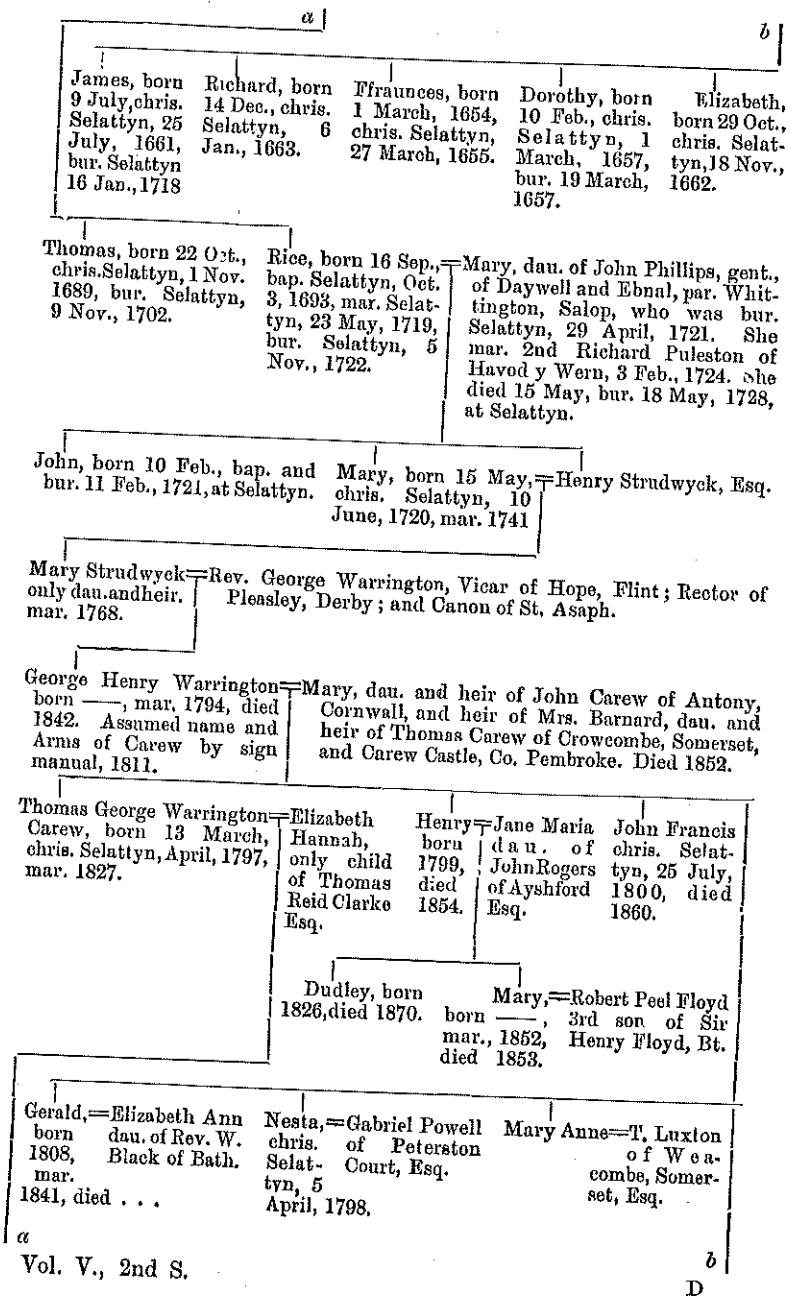 a
b
James, born
9 July, chris.
Selattyn, 25
July, 1661,
bur. Selattyn
16 Jan., 1718
Richard, born
14 Dec., chris.
Selattyn, 6
Jan., 1663.
Ffraunces, born
1 March, 1654,
chris. Selattyn,
27 March, 1655.
Dorothy, born
10 Feb., chris.
Selattyn, 1
March, 1657,
bur. 19 March,
1657.
Elizabeth,
born 29 Oct.,
chris. Selat-
tyn, 18 Nov.,
1662.
Thomas, born 22 Oct.,
chris. Selattyn, 1 Nov.
1689, bur. Selattyn,
9 Nov., 1702.
Rice, born 16 Sep.,
bap. Selattyn, Oct.
3, 1693, mar. Selat-
tyn, 23 May, 1719,
bur. Selattyn, 5
Nov., 1722.
=Mary, dau. of John Phillips, gent.,
of Daywell and Ebnal, par. Whit-
tington, Salop, who was bur.
Selattyn, 29 April, 1721. She
mar. 2nd Richard Puleston of
Havod y Wern, 3 Feb., 1724. She
died 15 May, bur. 18 May, 1728,
at Selattyn.
John, born 10 Feb., bap. and
bur. 11 Feb., 1721, at Selattyn.
Mary, born 15 May,
chris. Selattyn, 10
June, 1720, mar. 1741
=Henry Strudwyck, Esq.
Mary Strudwyck
only dau. and heir.
mar. 1768.
=Rev. George Warrington, Vicar of Hope, Flint; Rector of
Pleasley, Derby; and Canon of St. Asaph.
George Henry Warrington
born ——, mar, 1794, died
1842. Assumed name and
Arms of Carew by sign
manual, 1811.
=Mary, dau. and heir of John Carew of Antony,
Cornwall, and heir of Mrs. Barnard, dau. and
heir of Thomas Carew of Crowcombe, Somerset,
and Carew Castle, Co. Pembroke. Died 1852.
Thomas George Warrington
Carew, born 13 March,
chris. Selattyn, April, 1797,
mar. 1827.
=Elizabeth
Hannah,
only child
of Thomas
Reid Clarke
Esq.
Henry
born
1799,
died
1854.
=Jane Maria
dau. of
John Rogers
of Ayshford
Esq.
John Francis
chris. Selat-
tyn, 25 July,
1800, died
1860.
Dudley, born
1826, died 1870.
Mary,
born ——,
mar., 1852,
died 1853.
=Robert Peel Floyd
3rd son of Sir
Henry Floyd, Bt.
Gerald,
born
1808,
mar.
1841, died . . .
=Elizabeth Ann
dau. of Rev. W.
Black of Bath.
Nesta,
chris.
Selat-
tyn, 5
April, 1798.
=Gabriel Powell
of Peterston
Court, Esq.
Mary Anne=T. Luxton
of Wea-
combe, Somer-
set, Esq.
a
b
Vol. V., 2nd S.
D